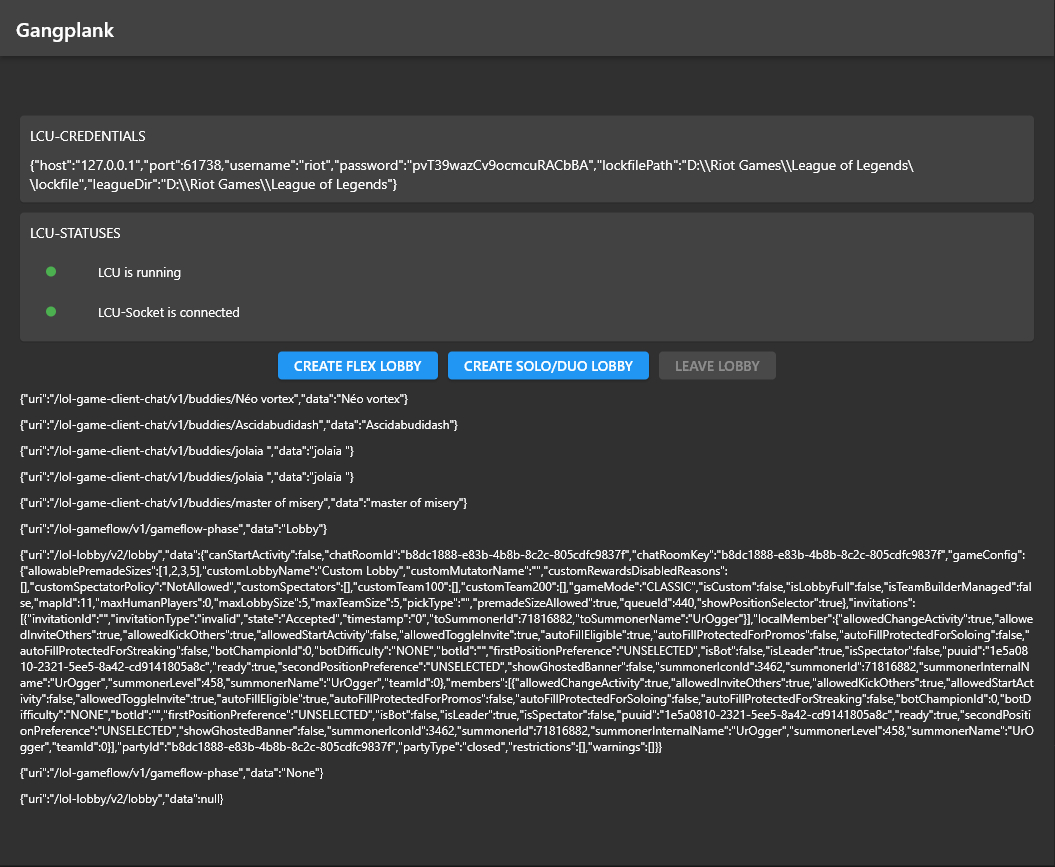 Gangplank
LCU-CREDENTIALS
{"host":"127.0.0.1","port":61738,"username":"riot","password":"pvT39wazCv9ocmcuRACbBA","lockfilePath":"D:\\Riot Games\\League of Legends\
\lockfile","leagueDir":"D:\\Riot Games\\League of Legends"}
LCU-STATUSES
LCU is running
LCU-Socket is connected
CREATE FLEX LOBBY CREATE SOLO/DUO LOBBY LEAVE LOBBY
{"uri":"/lol-game-client-chat/v1/buddies/Néo vortex","data":"Néo vortex"}
{"uri":"/lol-game-client-chat/v1/buddies/Ascidabudidash","data":"Ascidabudidash"}
{"uri":"/lol-game-client-chat/v1/buddies/jolaia ","data":"jolaia "}
{"uri":"/lol-game-client-chat/v1/buddies/jolaia ","data":"jolaia "}
{"uri":"/lol-game-client-chat/v1/buddies/master of misery","data":"master of misery"}
{"uri":"/lol-gameflow/v1/gameflow-phase","data":"Lobby"}
{"uri":"/lol-lobby/v2/lobby","data":{"canStartActivity":false,"chatRoomId":"b8dc1888-e83b-4b8b-8c2c-805cdfc9837f","chatRoomKey":"b8dc1888-e83b-4b8b-8c2c-805cdfc9837f","gameConfig":
{"allowablePremadeSizes":[1,2,3,5],"customLobbyName":"Custom Lobby","customMutatorName":"","customRewardsDisabledReasons":
[],"customSpectatorPolicy":"NotAllowed","customSpectators":[],"customTeam100":[],"customTeam200":[],"gameMode":"CLASSIC","isCustom":false,"isLobbyFull":false,"isTeamBuilderManaged":fal
se,"mapId":11,"maxHumanPlayers":0,"maxLobbySize":5,"maxTeamSize":5,"pickType":"","premadeSizeAllowed":true,"queueId":440,"showPositionSelector":true},"invitations":
[{"invitationId":"","invitationType":"invalid","state":"Accepted","timestamp":"0","toSummonerId":71816882,"toSummonerName":"UrOgger"}],"localMember":{"allowedChangeActivity":true,"allowe
dInviteOthers":true,"allowedKickOthers":true,"allowedStartActivity":false,"allowedToggleInvite":true,"autoFillEligible":true,"autoFillProtectedForPromos":false,"autoFillProtectedForSoloing":false,"
autoFillProtectedForStreaking":false,"botChampionId":0,"botDifficulty":"NONE","botId":"","firstPositionPreference":"UNSELECTED","isBot":false,"isLeader":true,"isSpectator":false,"puuid":"1e5a08
10-2321-5ee5-8a42-cd9141805a8c","ready":true,"secondPositionPreference":"UNSELECTED","showGhostedBanner":false,"summonerIconId":3462,"summonerId":71816882,"summonerInternalN
ame":"UrOgger","summonerLevel":458,"summonerName":"UrOgger","teamId":0},"members":[{"allowedChangeActivity":true,"allowedInviteOthers":true,"allowedKickOthers":true,"allowedStartActi
vity":false,"allowedToggleInvite":true,"autoFillEligible":true,"autoFillProtectedForPromos":false,"autoFillProtectedForSoloing":false,"autoFillProtectedForStreaking":false,"botChampionId":0,"botD
ifficulty":"NONE","botId":"","firstPositionPreference":"UNSELECTED","isBot":false,"isLeader":true,"isSpectator":false,"puuid":"1e5a0810-2321-5ee5-8a42-cd9141805a8c","ready":true,"secondPositi
onPreference":"UNSELECTED","showGhostedBanner":false,"summonerIconId":3462,"summonerId":71816882,"summonerInternalName":"UrOgger","summonerLevel":458,"summonerName":"UrO
gger","teamId":0}],"partyId":"b8dc1888-e83b-4b8b-8c2c-805cdfc9837f","partyType":"closed","restrictions":[],"warnings":[]}}
{"uri":"/lol-gameflow/v1/gameflow-phase","data":"None"}
{"uri":"/lol-lobby/v2/lobby","data":null}